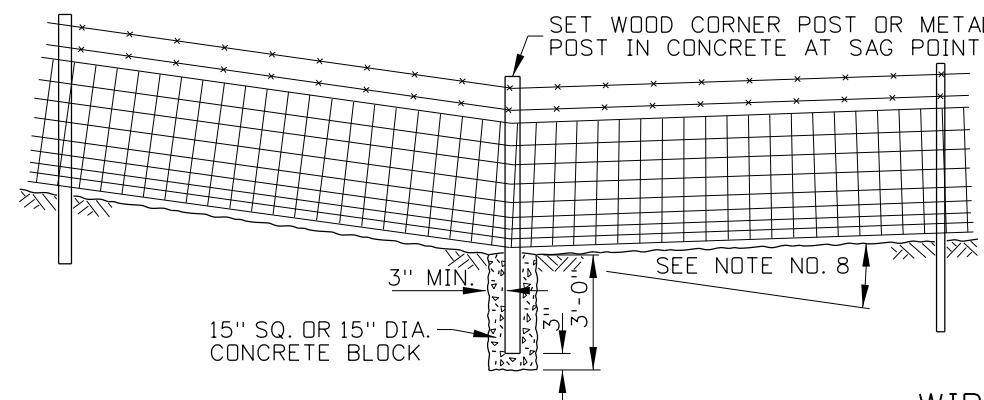 SET WOOD CORNER POST OR
POST IN CONCRETE AT SAG POINT
SEE NOTE NO. 8
3" MIN.
3"
3'-0"
15" SQ. OR 15" DIA.
CONCRETE BLOCK